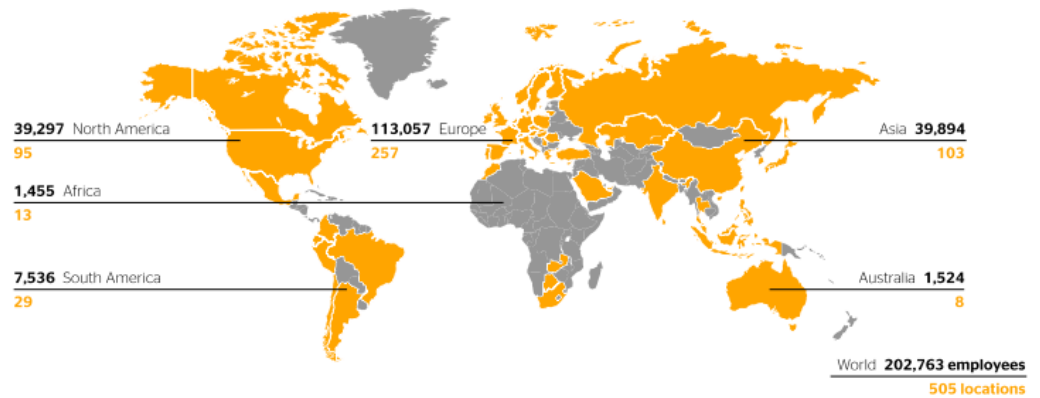 39,297 North America
95
113,057 Europe
257
Asia 39,894
103
1,455 Africa
13
7,536 South America
29
Australia 1,524
8
World 202,763 employees
505 locations